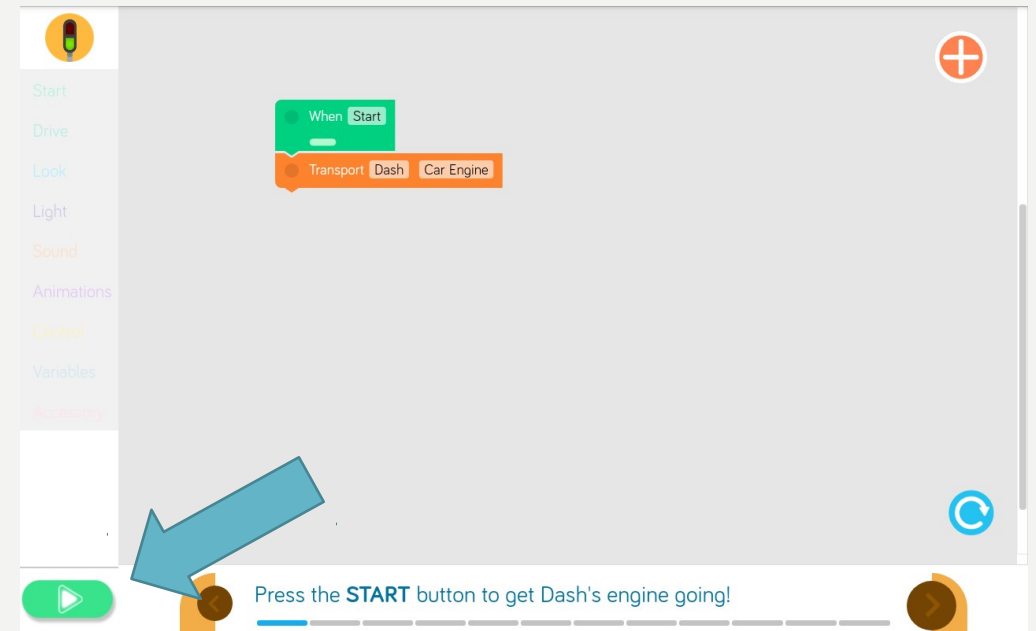 Start
Drive
Look
Light
Sound
Animations
Control
Variables
Accessory
When Start
Transport Dash Car Engine
Press the START button to get Dash's engine going!